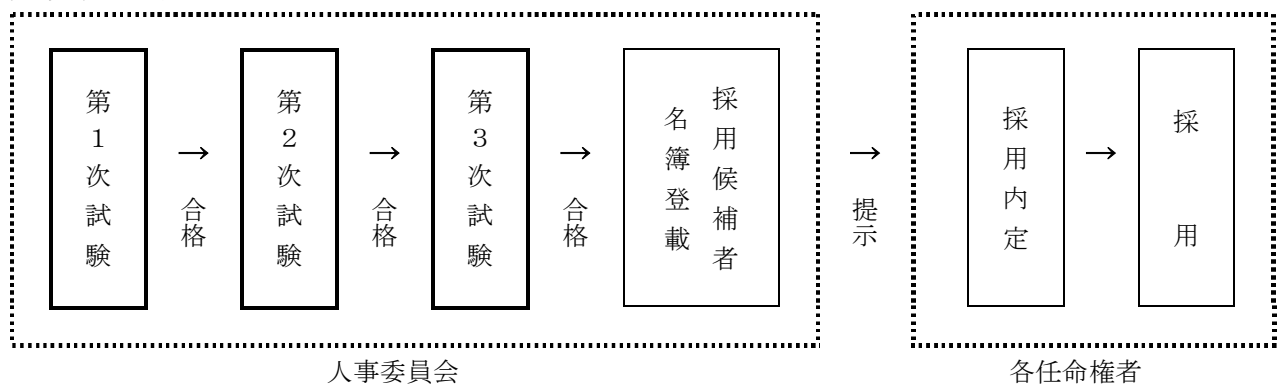 第１次試験
→
合格
第２次試験
→
合格
第３次試験
→
合格
採用候補者
名簿登載
→
提示
採用内定
→
採用
人事委員会
各任命権者